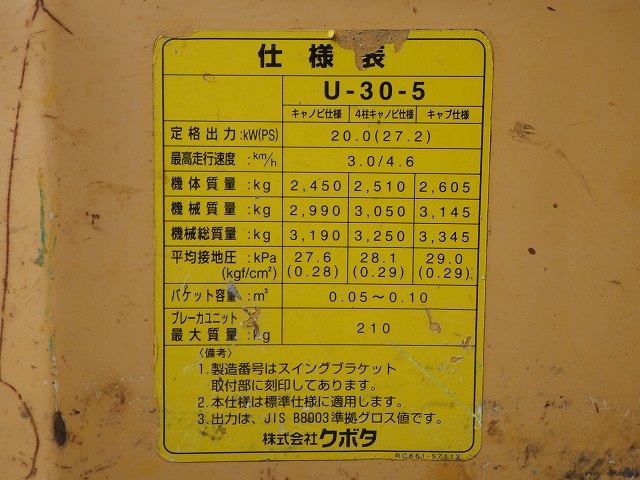 仕様表
U-30-5
キャノピ仕様 4柱キャノピ仕様 キャブ仕様
定格出力:kW(PS) 20.0(27.2)
最高走行速度:km/h 3.0/4.6
機体質量:kg 2,450 2,510 2,605
機械質量:kg 2,990 3,050 3,145
機械総質量:kg 3,190 3,250 3,345
平均接地圧:kPa 27.6 28.1 29.0
(kgf/cm²) (0.28) (0.29) (0.29)
バケット容量:m³ 0.05～0.10
ブレーカユニット
最大質量:kg 210
〈備考〉
1.製造番号はスイングブラケット
取付部に刻印してあります。
2.本仕様は標準仕様に適用します。
3.出力は、JIS B8003準拠グロス値です。
株式会社クボタ
RC661-57113